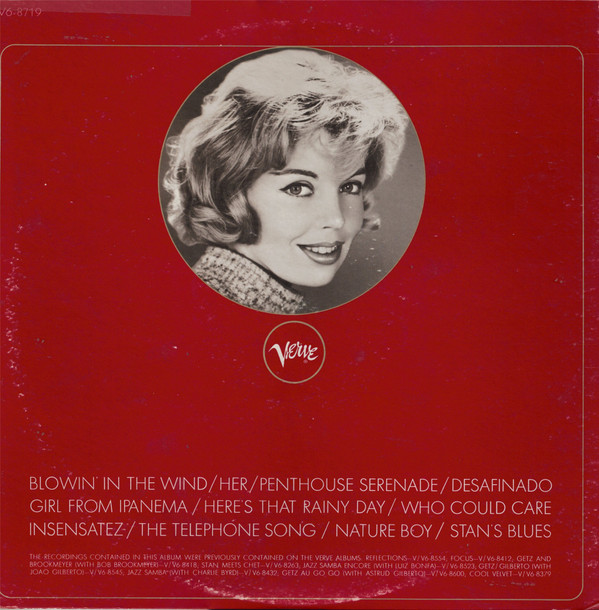 V6-8719
VERVE
BLOWIN' IN THE WIND/HER/PENTHOUSE SERENADE/DESAFINADO
GIRL FROM IPANEMA/HERE'S THAT RAINY DAY/WHO COULD CARE
INSENSATEZ/THE TELEPHONE SONG/NATURE BOY/STAN'S BLUES
THE RECORDINGS CONTAINED IN THIS ALBUM WERE PREVIOUSLY CONTAINED ON THE VERVE ALBUMS: REFLECTIONS—V/V6-8554, FOCUS—V/V6-8412, GETZ AND
BROOKMEYER (WITH BOB BROOKMEYER)—V/V6-8418, STAN MEETS CHET—V/V6-8263, JAZZ SAMBA ENCORE (WITH LUIZ BONFA)—V/V6-8523, GETZ/GILBERTO (WITH
JOAO GILBERTO)—V/V6-8545, JAZZ SAMBA (WITH CHARLIE BYRD)—V/V6-8432, GETZ AU GO GO (WITH ASTRUD GILBERTO)—V/V6-8600, COOL VELVET—V/V6-8379